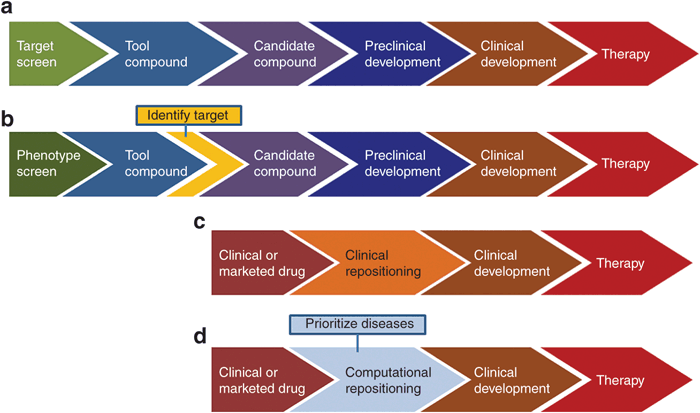 a
Target
screen
Tool
compound
Candidate
compound
Preclinical
development
Clinical
development
Therapy
b
Identify target
Phenotype
screen
Tool
compound
Candidate
compound
Preclinical
development
Clinical
development
Therapy
c
Clinical or
marketed drug
Clinical
repositioning
Clinical
development
Therapy
d
Prioritize diseases
Clinical or
marketed drug
Computational
repositioning
Clinical
development
Therapy